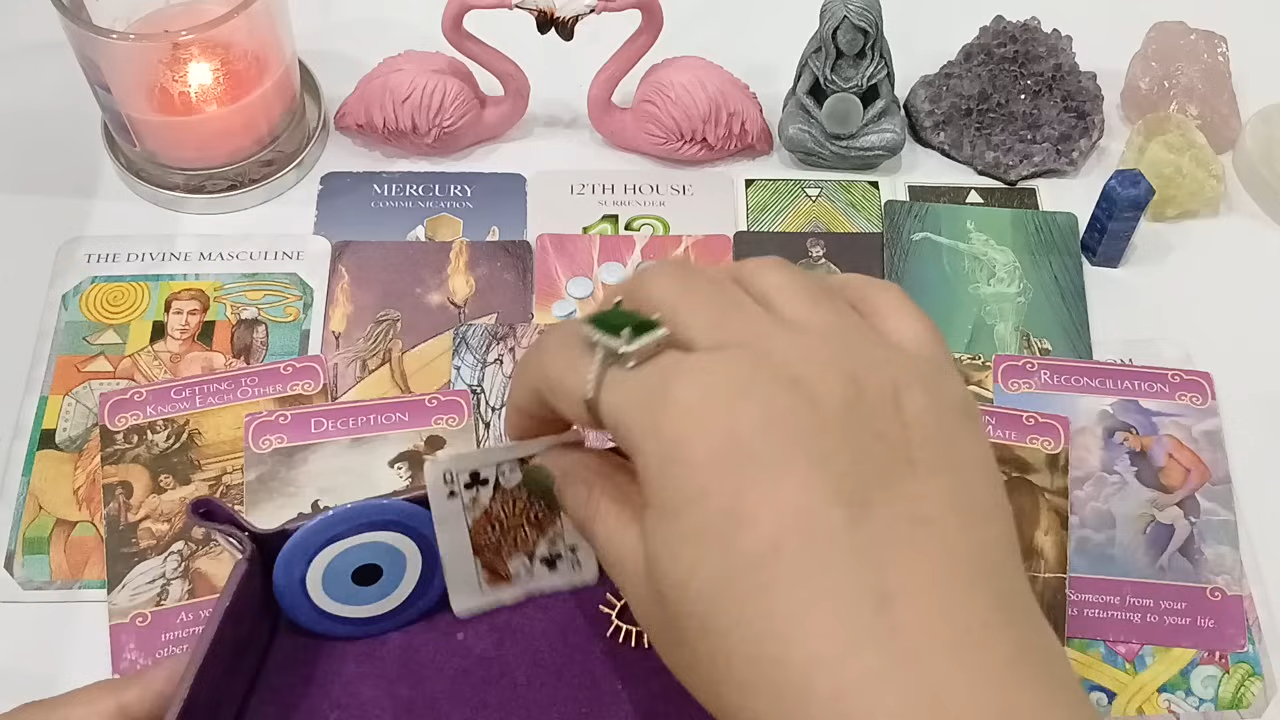 MERCURY
COMMUNICATION
12TH HOUSE
SURRENDER
12
THE DIVINE MASCULINE
GETTING TO
KNOW EACH OTHER
DECEPTION
RECONCILIATION
MATE
Q
As
other.
Someone from your
is returning to your life.